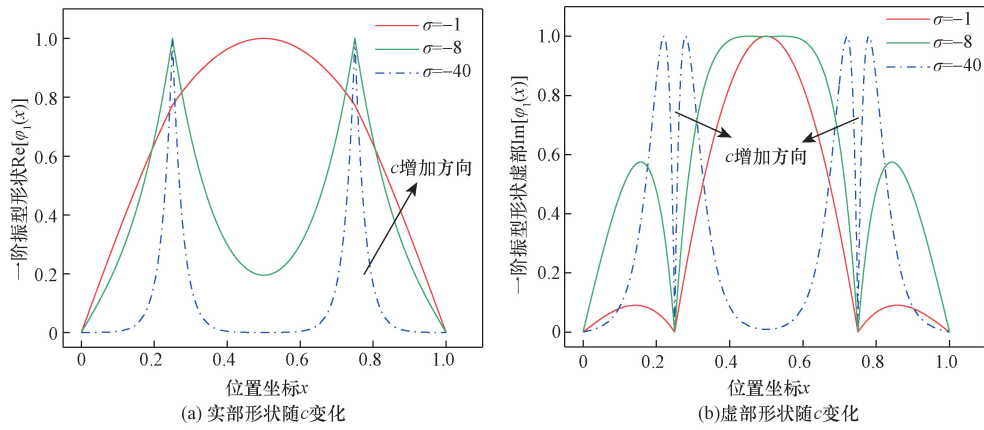 σ=−1
σ=−8
σ=−40
1.0
0.8
0.6
0.4
0.2
0
一阶振型形状Re[φ₁(x)]
c增加方向
0 0.2 0.4 0.6 0.8 1.0
位置坐标x
(a) 实部形状随c变化
σ=−1
σ=−8
σ=−40
1.0
0.8
0.6
0.4
0.2
0
一阶振型形状虚部Im[φ₁(x)]
c增加方向
0 0.2 0.4 0.6 0.8 1.0
位置坐标x
(b)虚部形状随c变化